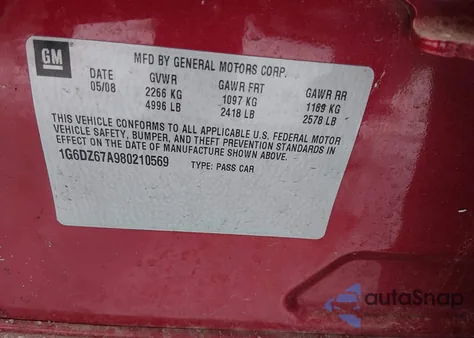 GM
MFD BY GENERAL MOTORS CORP.
DATE GVWR GAWR FRT GAWR RR
05/08 2266 KG 1097 KG 1169 KG
4996 LB 2418 LB 2578 LB
THIS VEHICLE CONFORMS TO ALL APPLICABLE U.S. FEDERAL MOTOR
VEHICLE SAFETY, BUMPER, AND THEFT PREVENTION STANDARDS IN
EFFECT ON THE DATE OF MANUFACTURE SHOWN ABOVE.
1G6DZ67A980210569 TYPE: PASS CAR
autoSnap